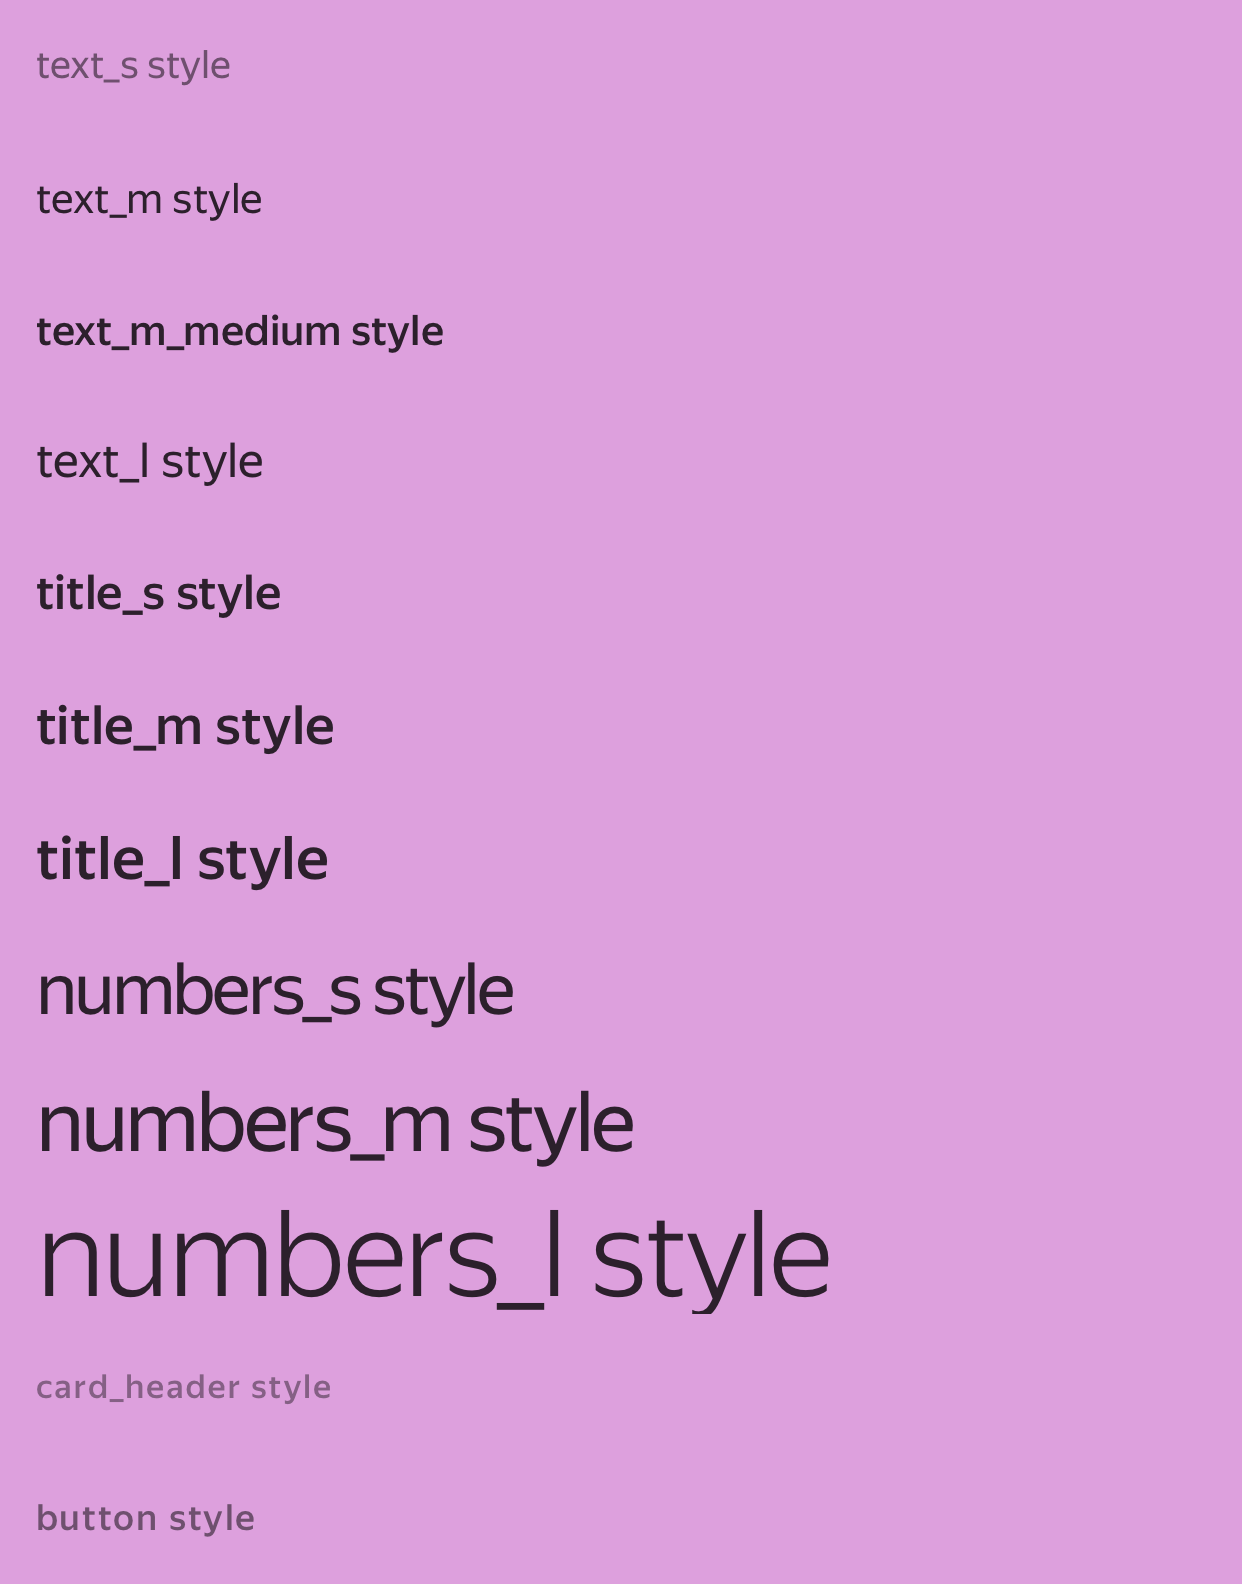 text_s style
text_m style
text_m_medium style
text_l style
title_s style
title_m style
title_l style
numbers_s style
numbers_m style
numbers_l style
card_header style
button style